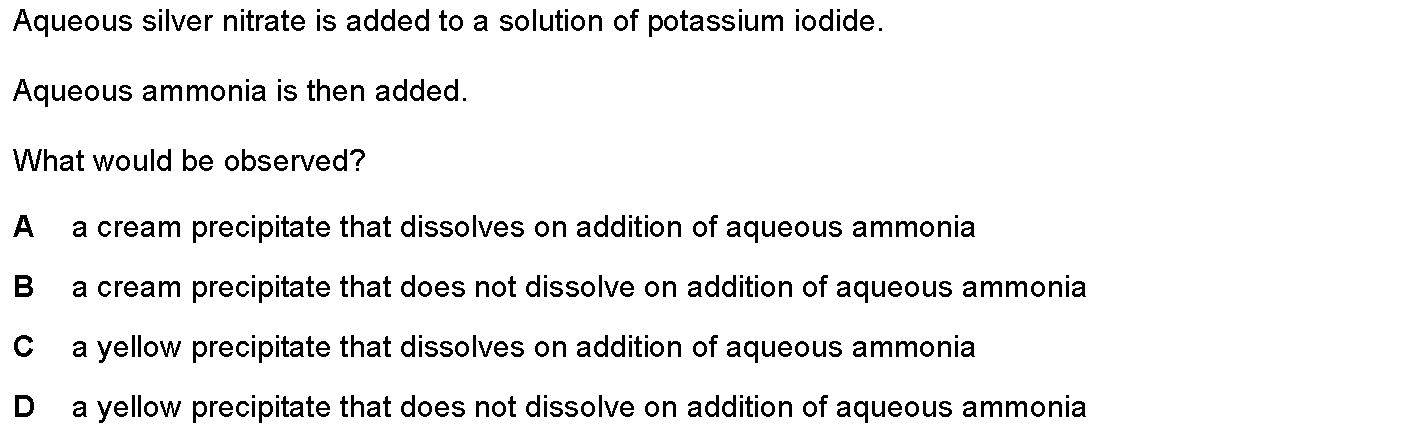 Aqueous silver nitrate is added to a solution of potassium iodide.
Aqueous ammonia is then added.
What would be observed?
A a cream precipitate that dissolves on addition of aqueous ammonia
B a cream precipitate that does not dissolve on addition of aqueous ammonia
C a yellow precipitate that dissolves on addition of aqueous ammonia
D a yellow precipitate that does not dissolve on addition of aqueous ammonia